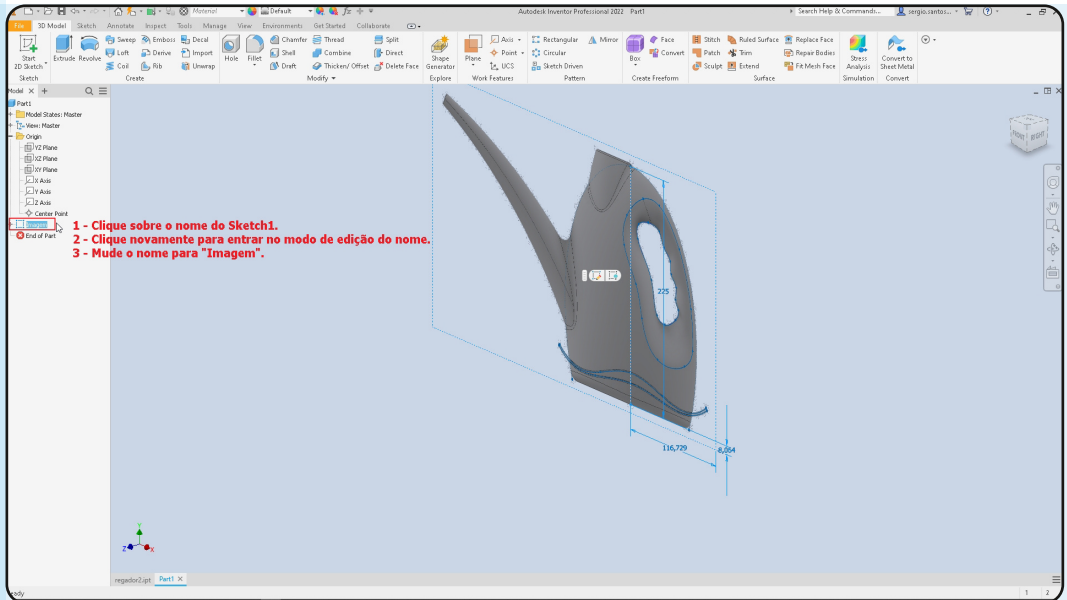 Material
Default
Autodesk Inventor Professional 2022 Part1
Search Help & Commands...
sergio.santos...
File 3D Model Sketch Annotate Inspect Tools Manage View Environments Get Started Collaborate
Start 2D Sketch
Extrude Revolve
Sweep Emboss Decal
Loft Derive Import
Coil Rib Unwrap
Hole Fillet
Chamfer Thread Split
Shell Combine Direct
Draft Thicken/ Offset Delete Face
Shape Generator
Plane
Axis
Point
UCS
Rectangular Mirror
Circular
Sketch Driven
Box
Face
Convert
Stitch Ruled Surface Replace Face
Patch Trim Repair Bodies
Sculpt Extend Fit Mesh Face
Stress Analysis
Convert to Sheet Metal
Sketch Create Modify Explore Work Features Pattern Create Freeform Surface Simulation Convert
Model
Part1
Model States: Master
View: Master
Origin
YZ Plane
XZ Plane
XY Plane
X Axis
Y Axis
Z Axis
Center Point
Imagem
End of Part
1 - Clique sobre o nome do Sketch1.
2 - Clique novamente para entrar no modo de edição do nome.
3 - Mude o nome para "Imagem".
FRONT RIGHT
225
116,729
8,064
Y
Z X
regador2.ipt Part1
1 2